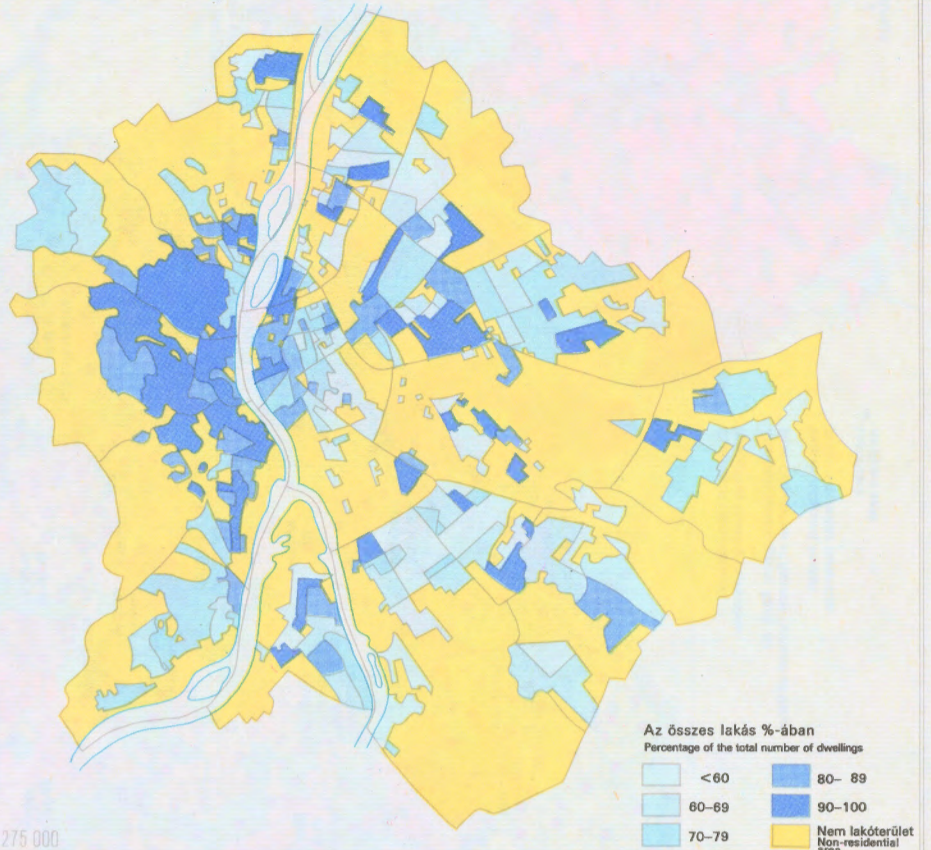 Az összes lakás %-ában
Percentage of the total number of dwellings
<60
60–69
70–79
80– 89
90–100
Nem lakóterület
Non-residential
275 000